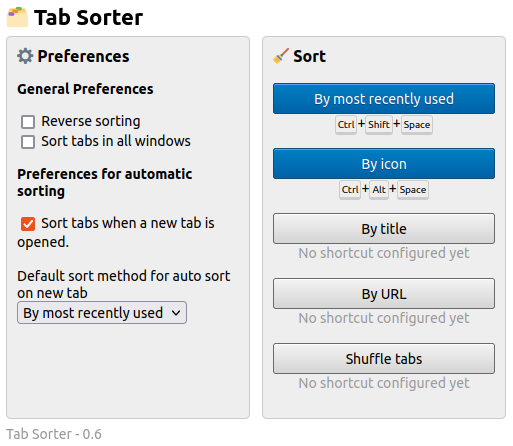 Tab Sorter
Preferences
General Preferences
Reverse sorting
Sort tabs in all windows
Preferences for automatic
sorting
Sort tabs when a new tab is
opened.
Default sort method for auto sort
on new tab
By most recently used
Sort
By most recently used
Ctrl+Shift+Space
By icon
Ctrl+Alt+Space
By title
No shortcut configured yet
By URL
No shortcut configured yet
Shuffle tabs
No shortcut configured yet
Tab Sorter - 0.6